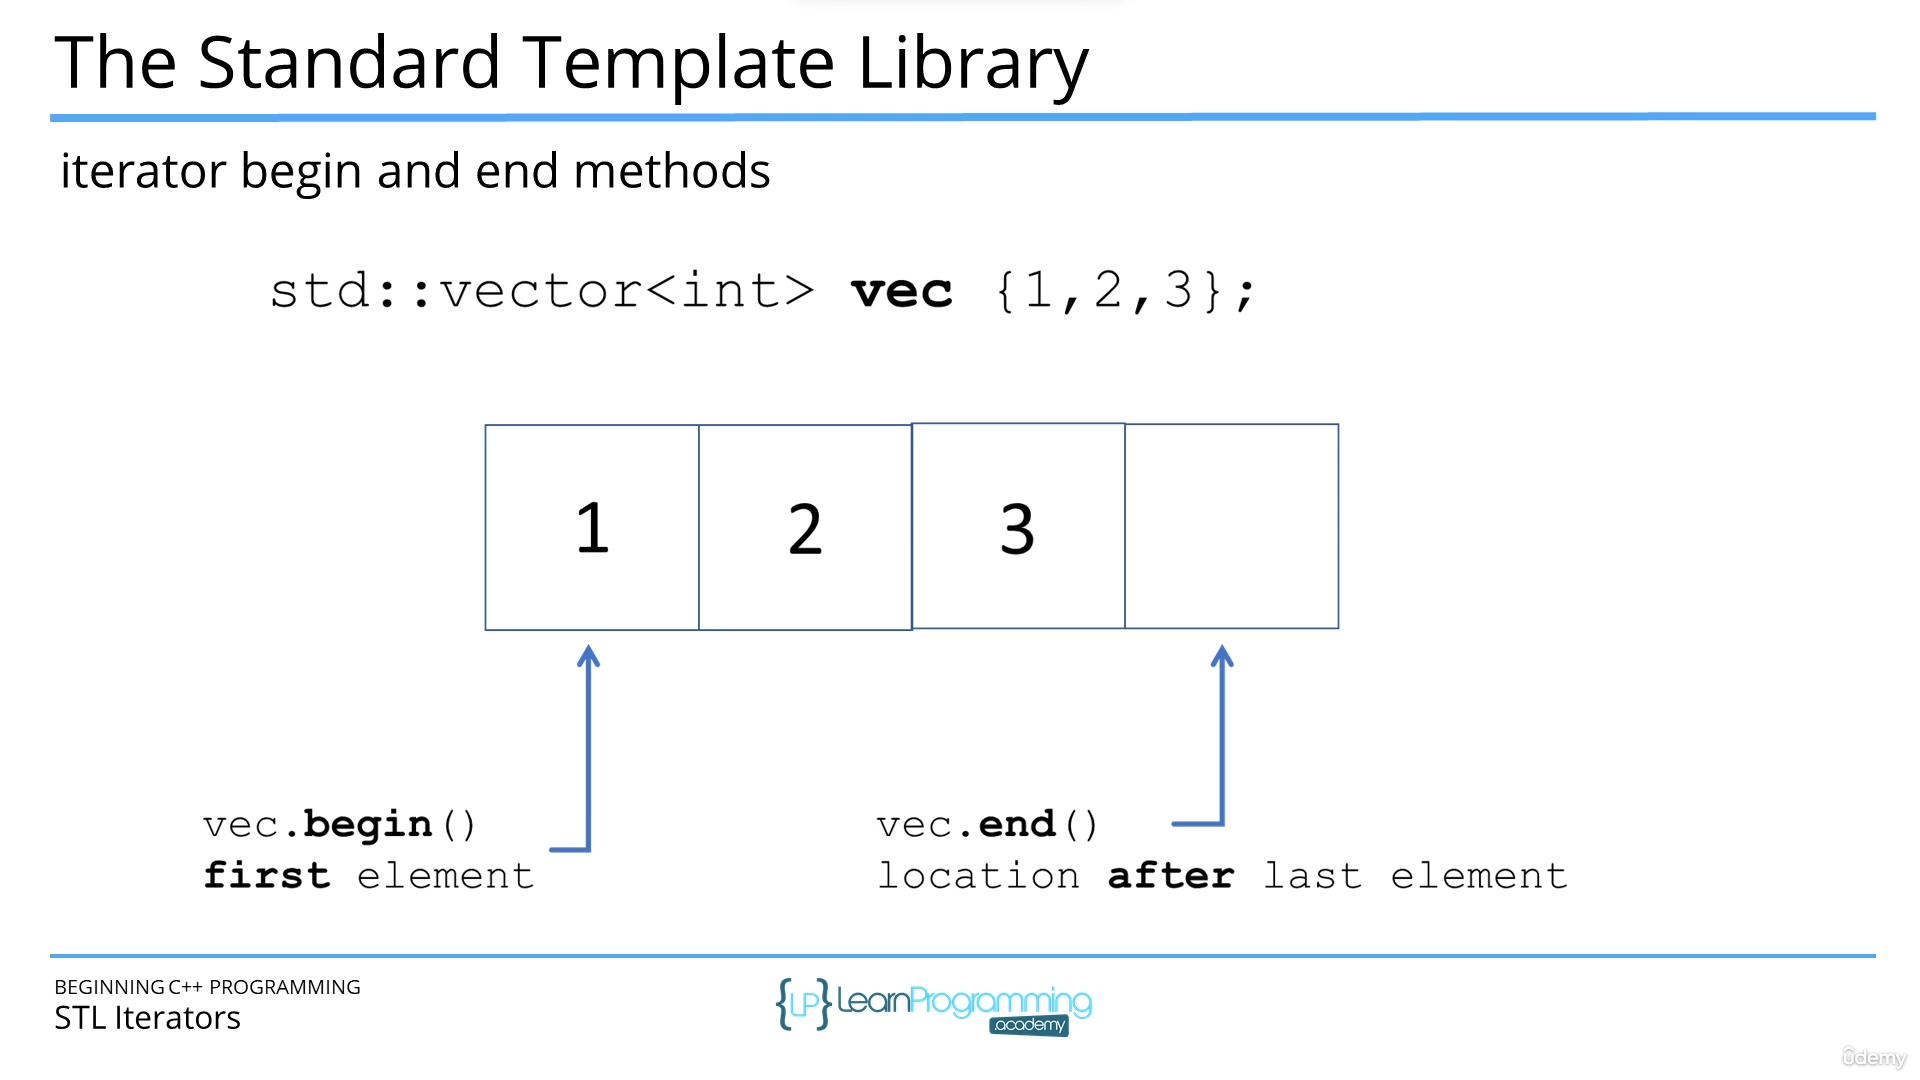 The Standard Template Library
iterator begin and end methods
std::vector<int> vec {1,2,3};
1 2 3
vec.begin()
first element
vec.end()
location after last element
BEGINNING C++ PROGRAMMING
STL Iterators
{LP} LearnProgramming
.academy
ûdemy